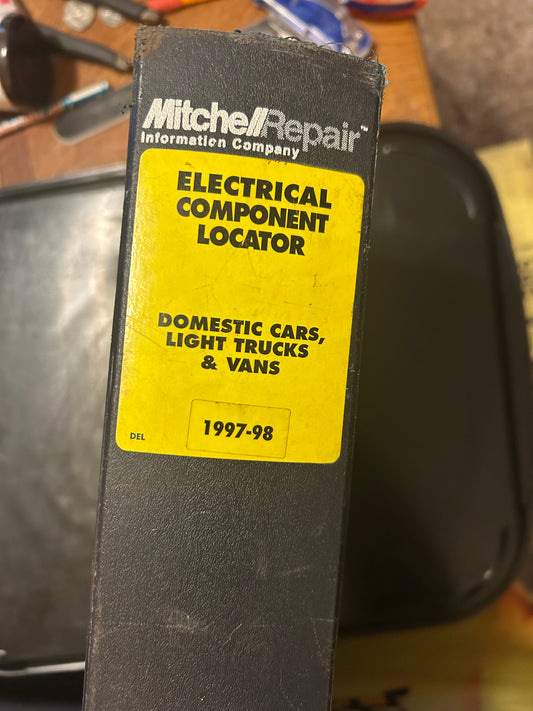 MitchellRepair™
Information Company
ELECTRICAL
COMPONENT
LOCATOR
DOMESTIC CARS,
LIGHT TRUCKS
& VANS
DEL
1997-98